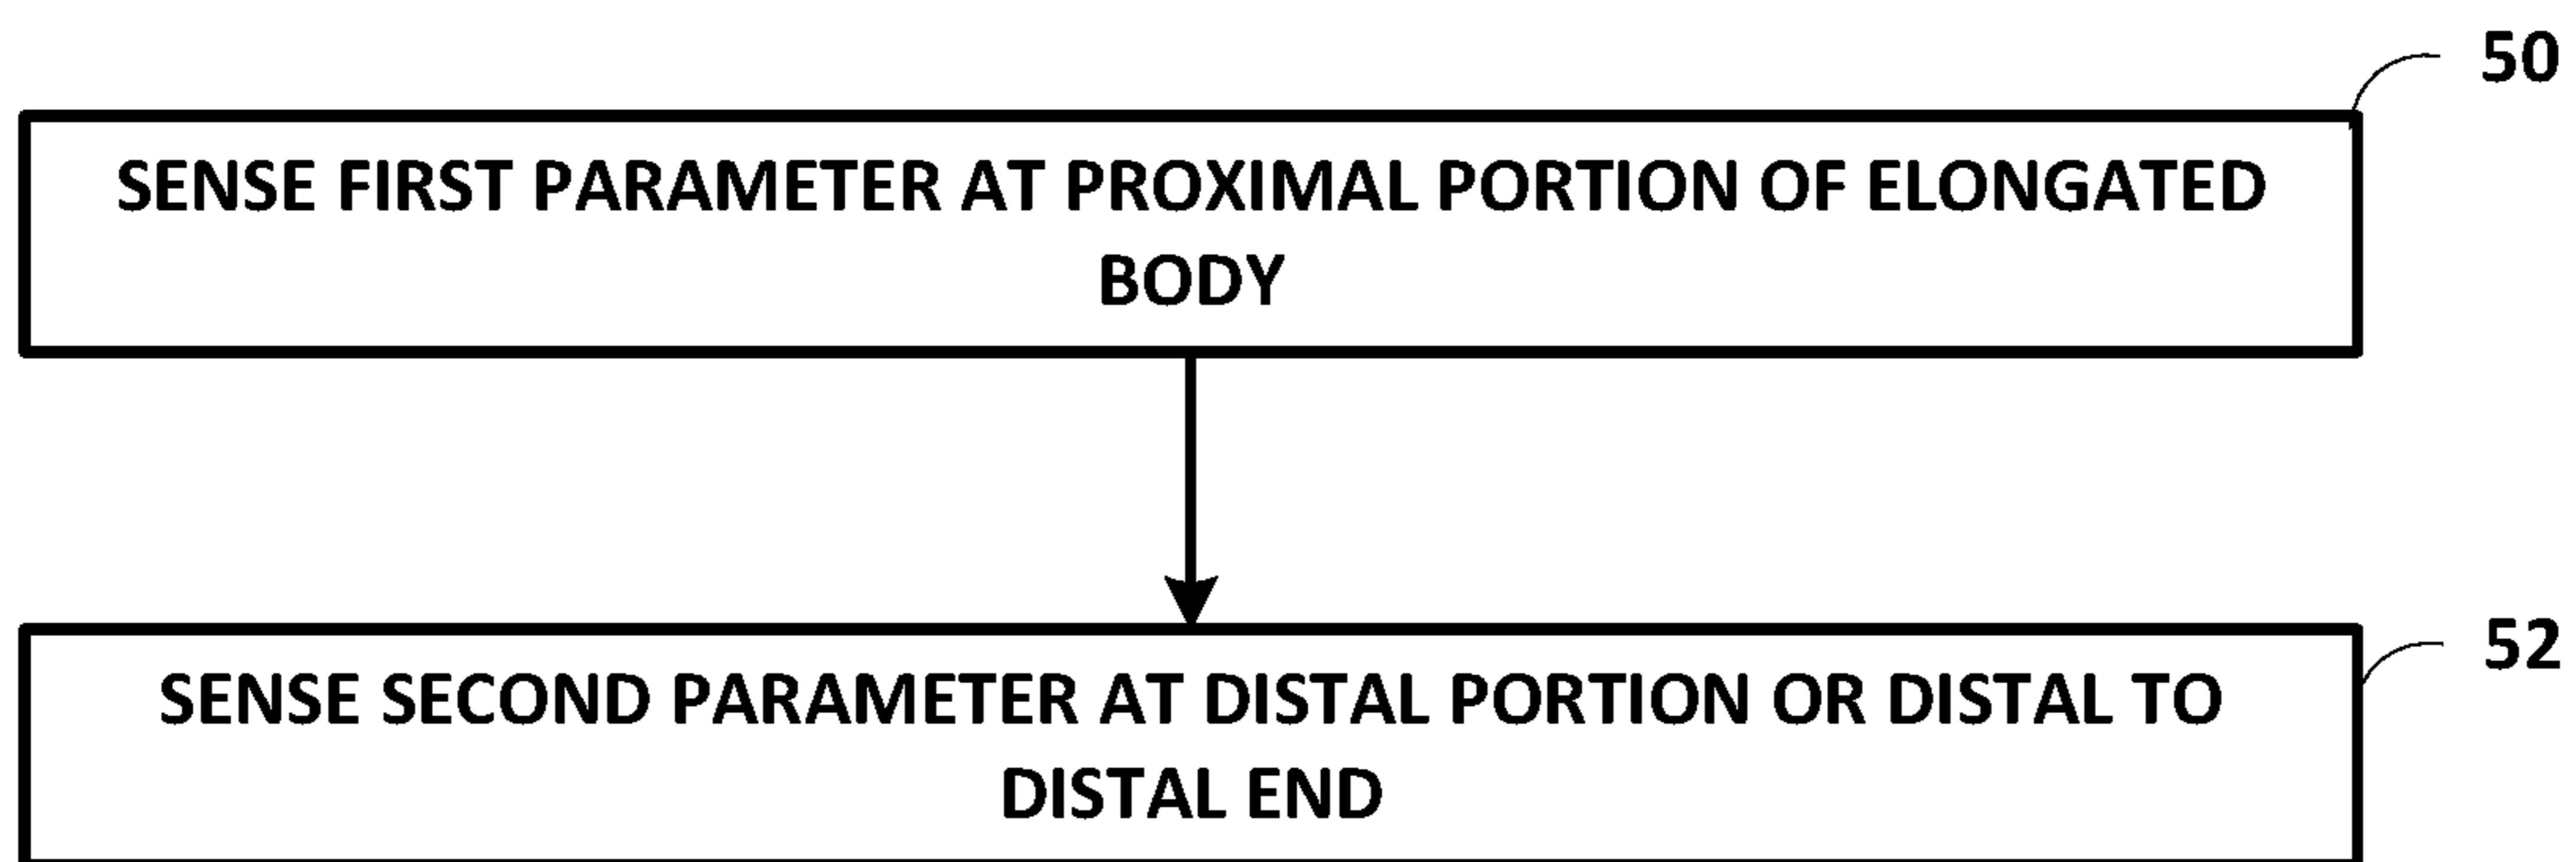 50
SENSE FIRST PARAMETER AT PROXIMAL PORTION OF ELONGATED
BODY
52
SENSE SECOND PARAMETER AT DISTAL PORTION OR DISTAL TO
DISTAL END